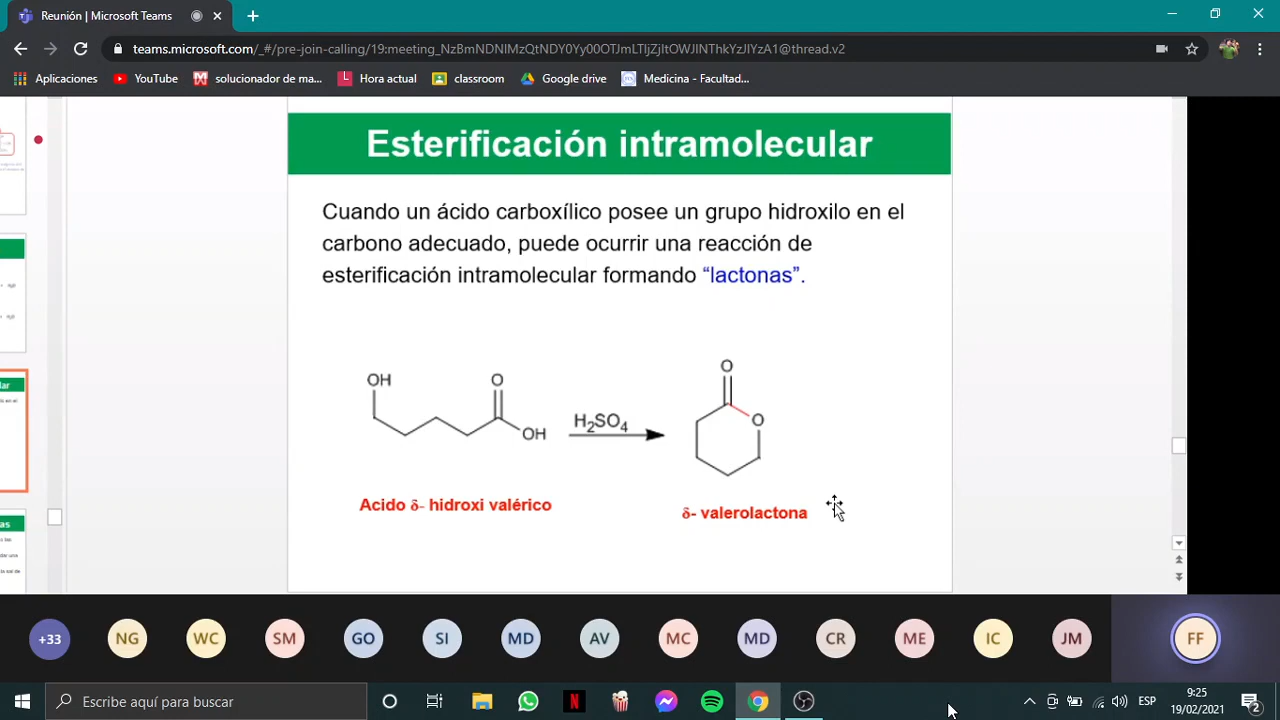 Reunión | Microsoft Teams
teams.microsoft.com/_#/pre-join-calling/19:meeting_NzBmNDNIMzQtNDY0Yy00OTJmLTljZjItOWJlNThkYzJlYzA1@thread.v2
Aplicaciones YouTube solucionador de ma... Hora actual classroom Google drive Medicina - Facultad...
Esterificación intramolecular
Cuando un ácido carboxílico posee un grupo hidroxilo en el
carbono adecuado, puede ocurrir una reacción de
esterificación intramolecular formando “lactonas”.
OH O OH
H2SO4
O O
Acido δ- hidroxi valérico
δ- valerolactona
+33 NG WC SM GO SI MD AV MC MD CR ME IC JM FF
Escribe aquí para buscar
ESP
9:25
19/02/2021
2